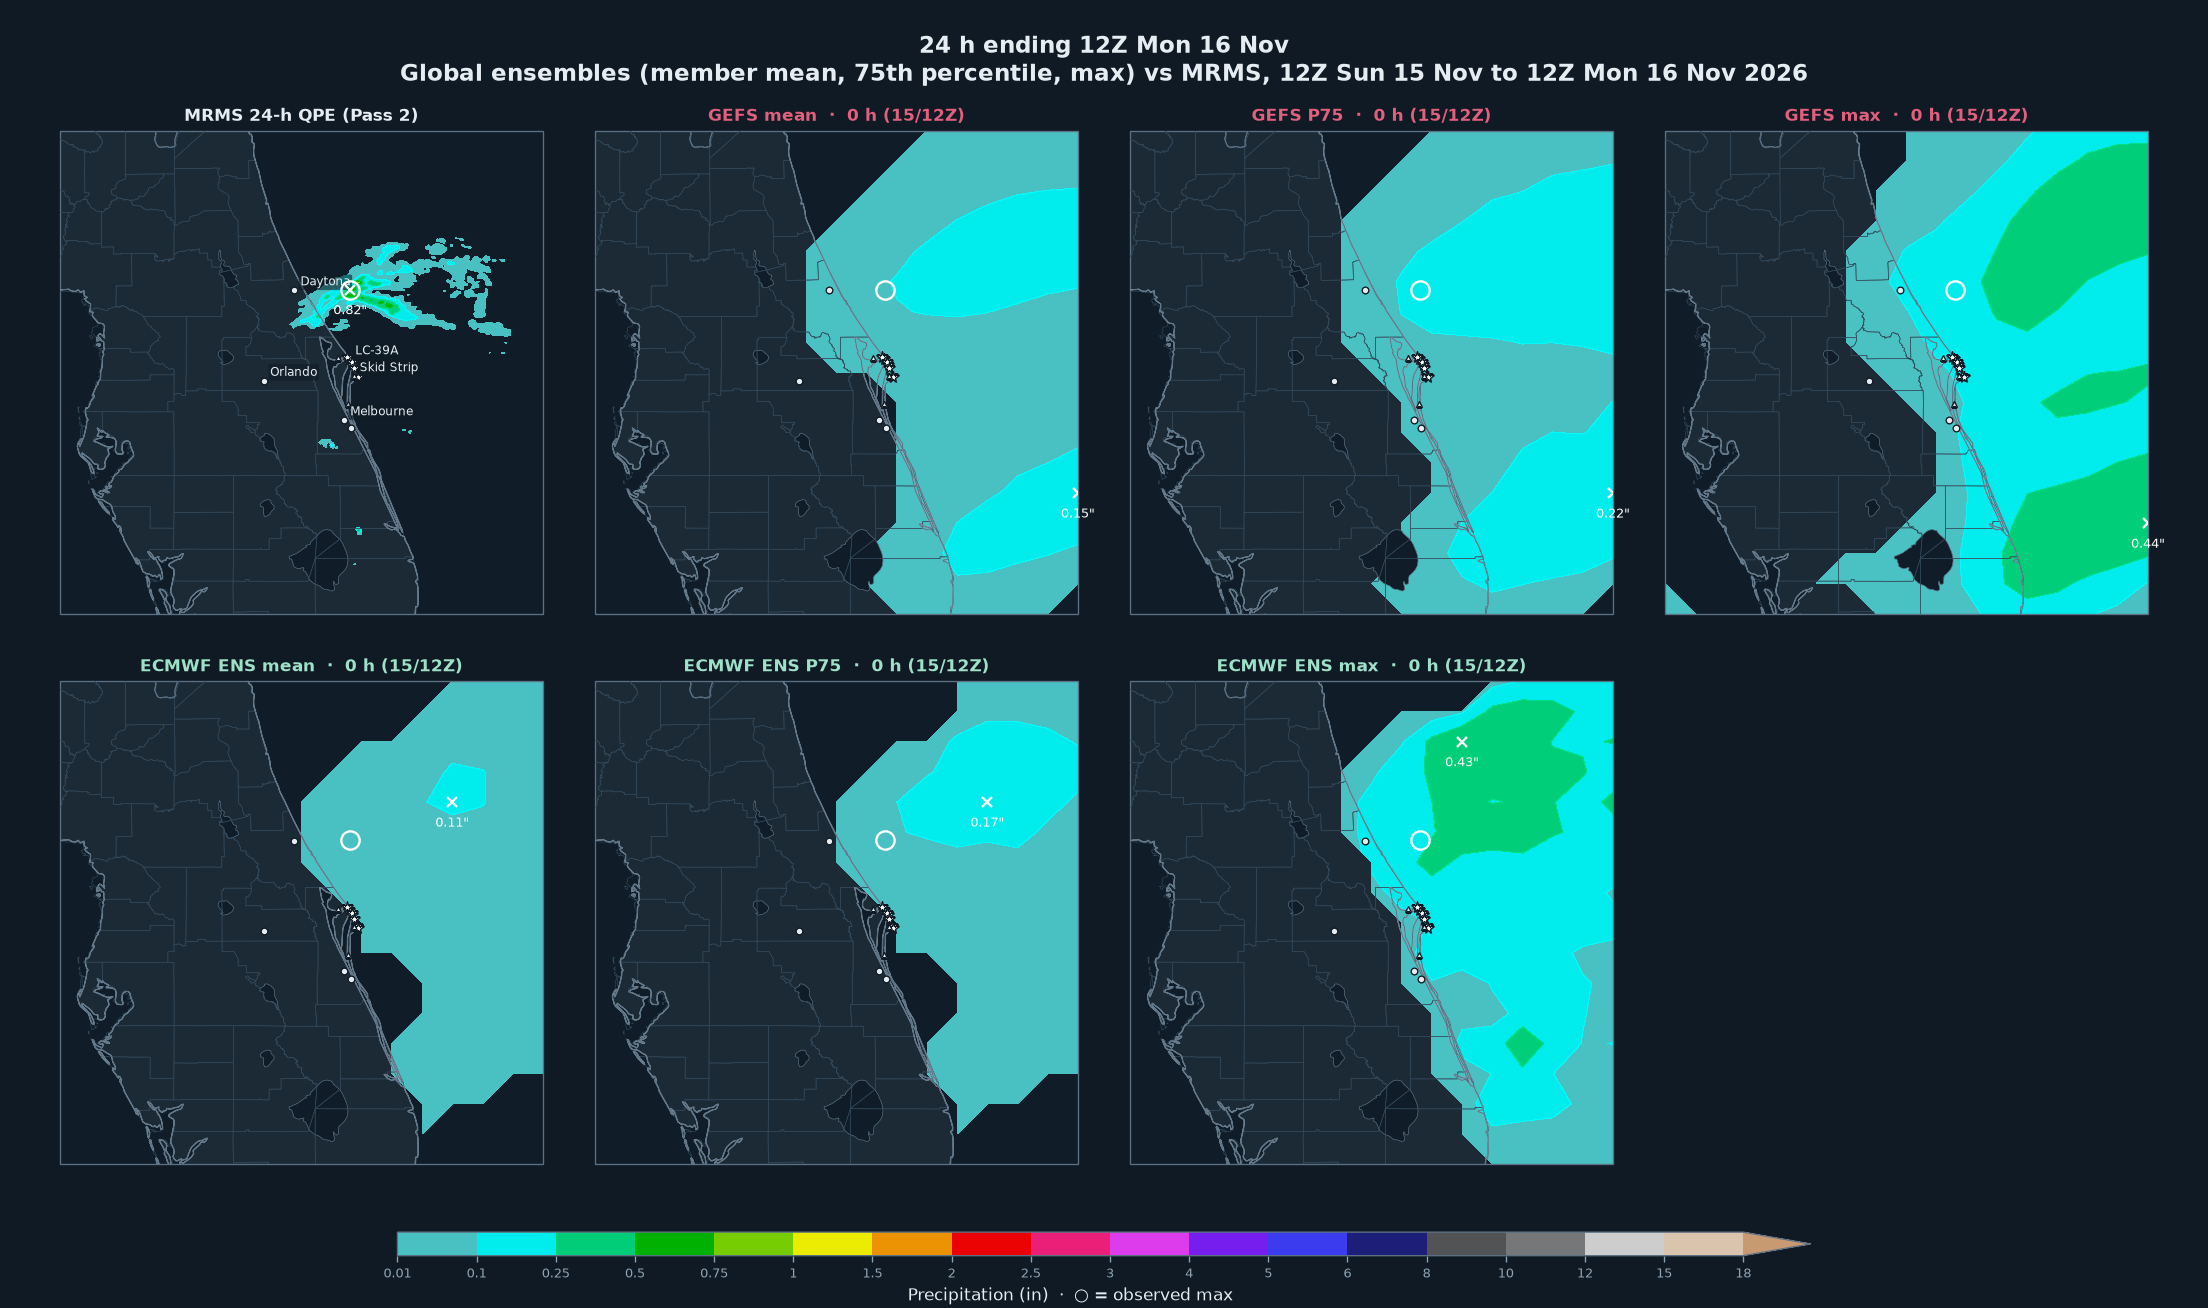 24 h ending 12Z Mon 16 Nov
Global ensembles (member mean, 75th percentile, max) vs MRMS, 12Z Sun 15 Nov to 12Z Mon 16 Nov 2026
MRMS 24-h QPE (Pass 2)
GEFS mean · 0 h (15/12Z)
GEFS P75 · 0 h (15/12Z)
GEFS max · 0 h (15/12Z)
Daytona
0.82"
LC-39A
Skid Strip
Orlando
Melbourne
0.15"
0.22"
0.44"
ECMWF ENS mean · 0 h (15/12Z)
ECMWF ENS P75 · 0 h (15/12Z)
ECMWF ENS max · 0 h (15/12Z)
0.11"
0.17"
0.43"
0.01 0.1 0.25 0.5 0.75 1 1.5 2 2.5 3 4 5 6 8 10 12 15 18
Precipitation (in) · ○ = observed max